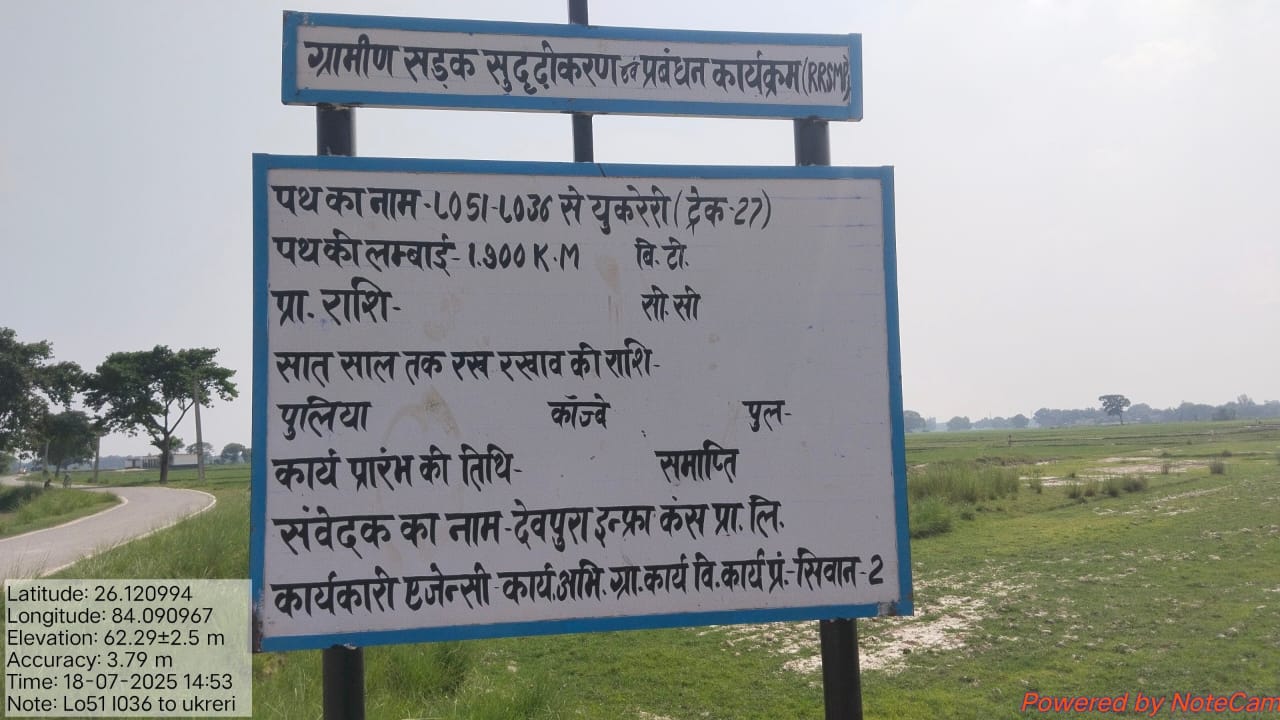 ग्रामीण सड़क सुदृढ़ीकरण एवं प्रबंधन कार्यक्रम (RRSMP)
पथ का नाम - L051-L036 से युकरेरी ( ट्रेक-27)
पथ की लम्बाई - 1.900 K.M बि. टी.
प्रा. राशि- सी. सी
सात साल तक रख रखाव की राशि-
पुलिया कॉज्वे पुल-
कार्य प्रारंभ की तिथि- समाप्ति
संवेदक का नाम - देवपुरा इन्फ्रा कंस प्रा. लि.
कार्यकारी एजेन्सी - कार्य.अभि. ग्रा.कार्य वि.कार्य प्रं.- सिवान-2
Latitude: 26.120994
Longitude: 84.090967
Elevation: 62.29±2.5 m
Accuracy: 3.79 m
Time: 18-07-2025 14:53
Note: Lo51 l036 to ukreri
Powered by NoteCam